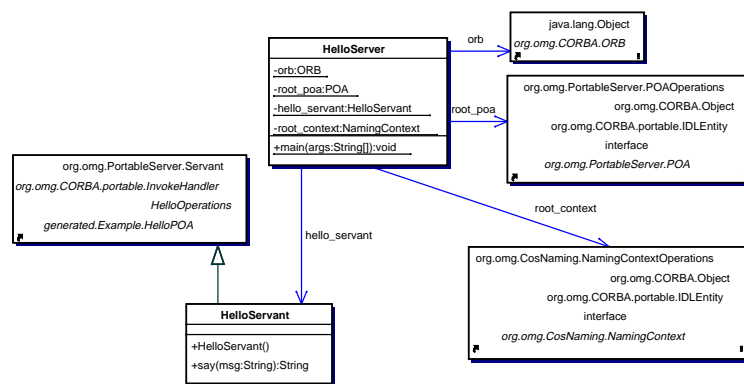 java.lang.Object
org.omg.CORBA.ORB
orb
HelloServer
-orb:ORB
-root_poa:POA
-hello_servant:HelloServant
-root_context:NamingContext
+main(args:String[]):void
root_poa
org.omg.PortableServer.POAOperations
org.omg.CORBA.Object
org.omg.CORBA.portable.IDLEntity
interface
org.omg.PortableServer.POA
org.omg.PortableServer.Servant
org.omg.CORBA.portable.InvokeHandler
HelloOperations
generated.Example.HelloPOA
root_context
hello_servant
org.omg.CosNaming.NamingContextOperations
org.omg.CORBA.Object
org.omg.CORBA.portable.IDLEntity
interface
org.omg.CosNaming.NamingContext
HelloServant
+HelloServant()
+say(msg:String):String